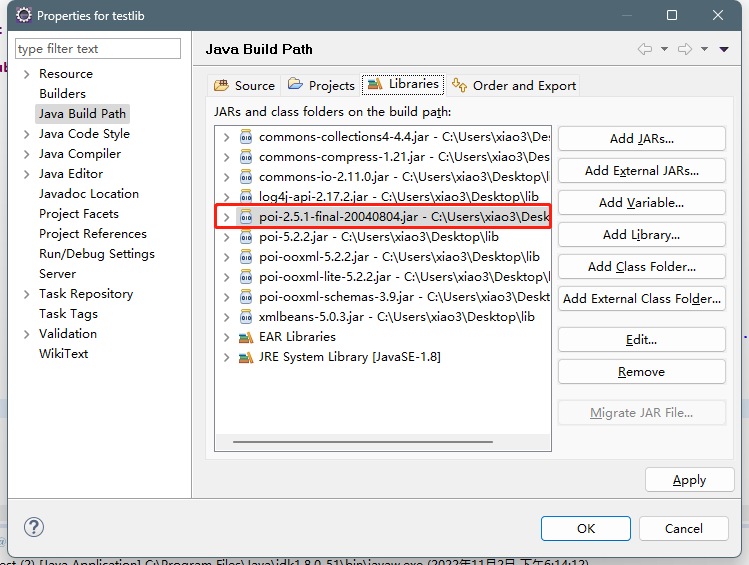 Properties for testlib
type filter text
Resource
Builders
Java Build Path
Java Code Style
Java Compiler
Java Editor
Javadoc Location
Project Facets
Project References
Run/Debug Settings
Server
Task Repository
Task Tags
Validation
WikiText
Java Build Path
Source Projects Libraries Order and Export
JARs and class folders on the build path:
commons-collections4-4.4.jar - C:\Users\xiao3\Des
commons-compress-1.21.jar - C:\Users\xiao3\Deskt
commons-io-2.11.0.jar - C:\Users\xiao3\Desktop\l
log4j-api-2.17.2.jar - C:\Users\xiao3\Desktop\lib
poi-2.5.1-final-20040804.jar - C:\Users\xiao3\Desk
poi-5.2.2.jar - C:\Users\xiao3\Desktop\lib
poi-ooxml-5.2.2.jar - C:\Users\xiao3\Desktop\lib
poi-ooxml-lite-5.2.2.jar - C:\Users\xiao3\Desktop\l
poi-ooxml-schemas-3.9.jar - C:\Users\xiao3\Deskt
xmlbeans-5.0.3.jar - C:\Users\xiao3\Desktop\lib
EAR Libraries
JRE System Library [JavaSE-1.8]
Add JARs...
Add External JARs...
Add Variable...
Add Library...
Add Class Folder...
Add External Class Folder...
Edit...
Remove
Migrate JAR File...
Apply
OK
Cancel
est (2) [Java Application] C:\Program Files\Java\jdk1.8.0_51\bin\javaw.exe (2022年11月2日 下午6:14:12)